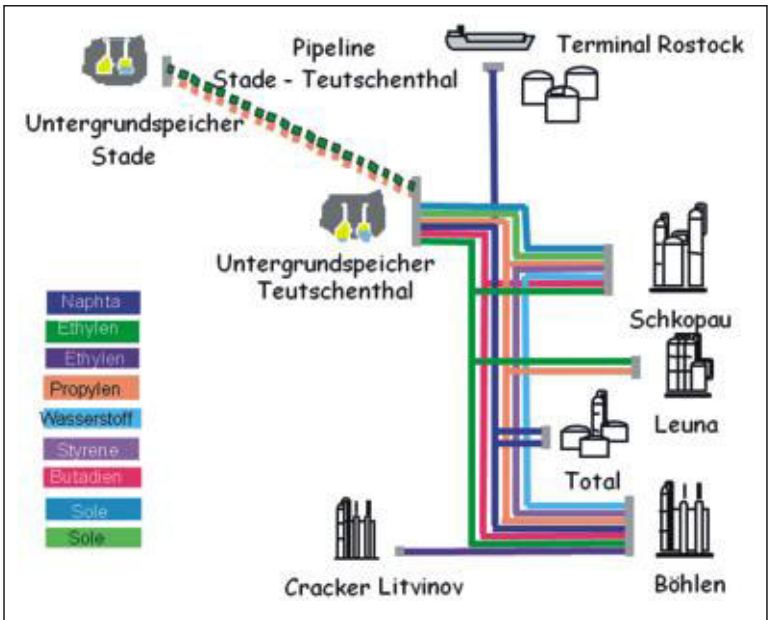 Pipeline
Stade - Teutschenthal
Terminal Rostock
Untergrundspeicher
Stade
Untergrundspeicher
Teutschenthal
Schkopau
Leuna
Total
Böhlen
Cracker Litvinov
Naphta
Ethylen
Ethylen
Propylen
Wasserstoff
Styrene
Butadien
Sole
Sole